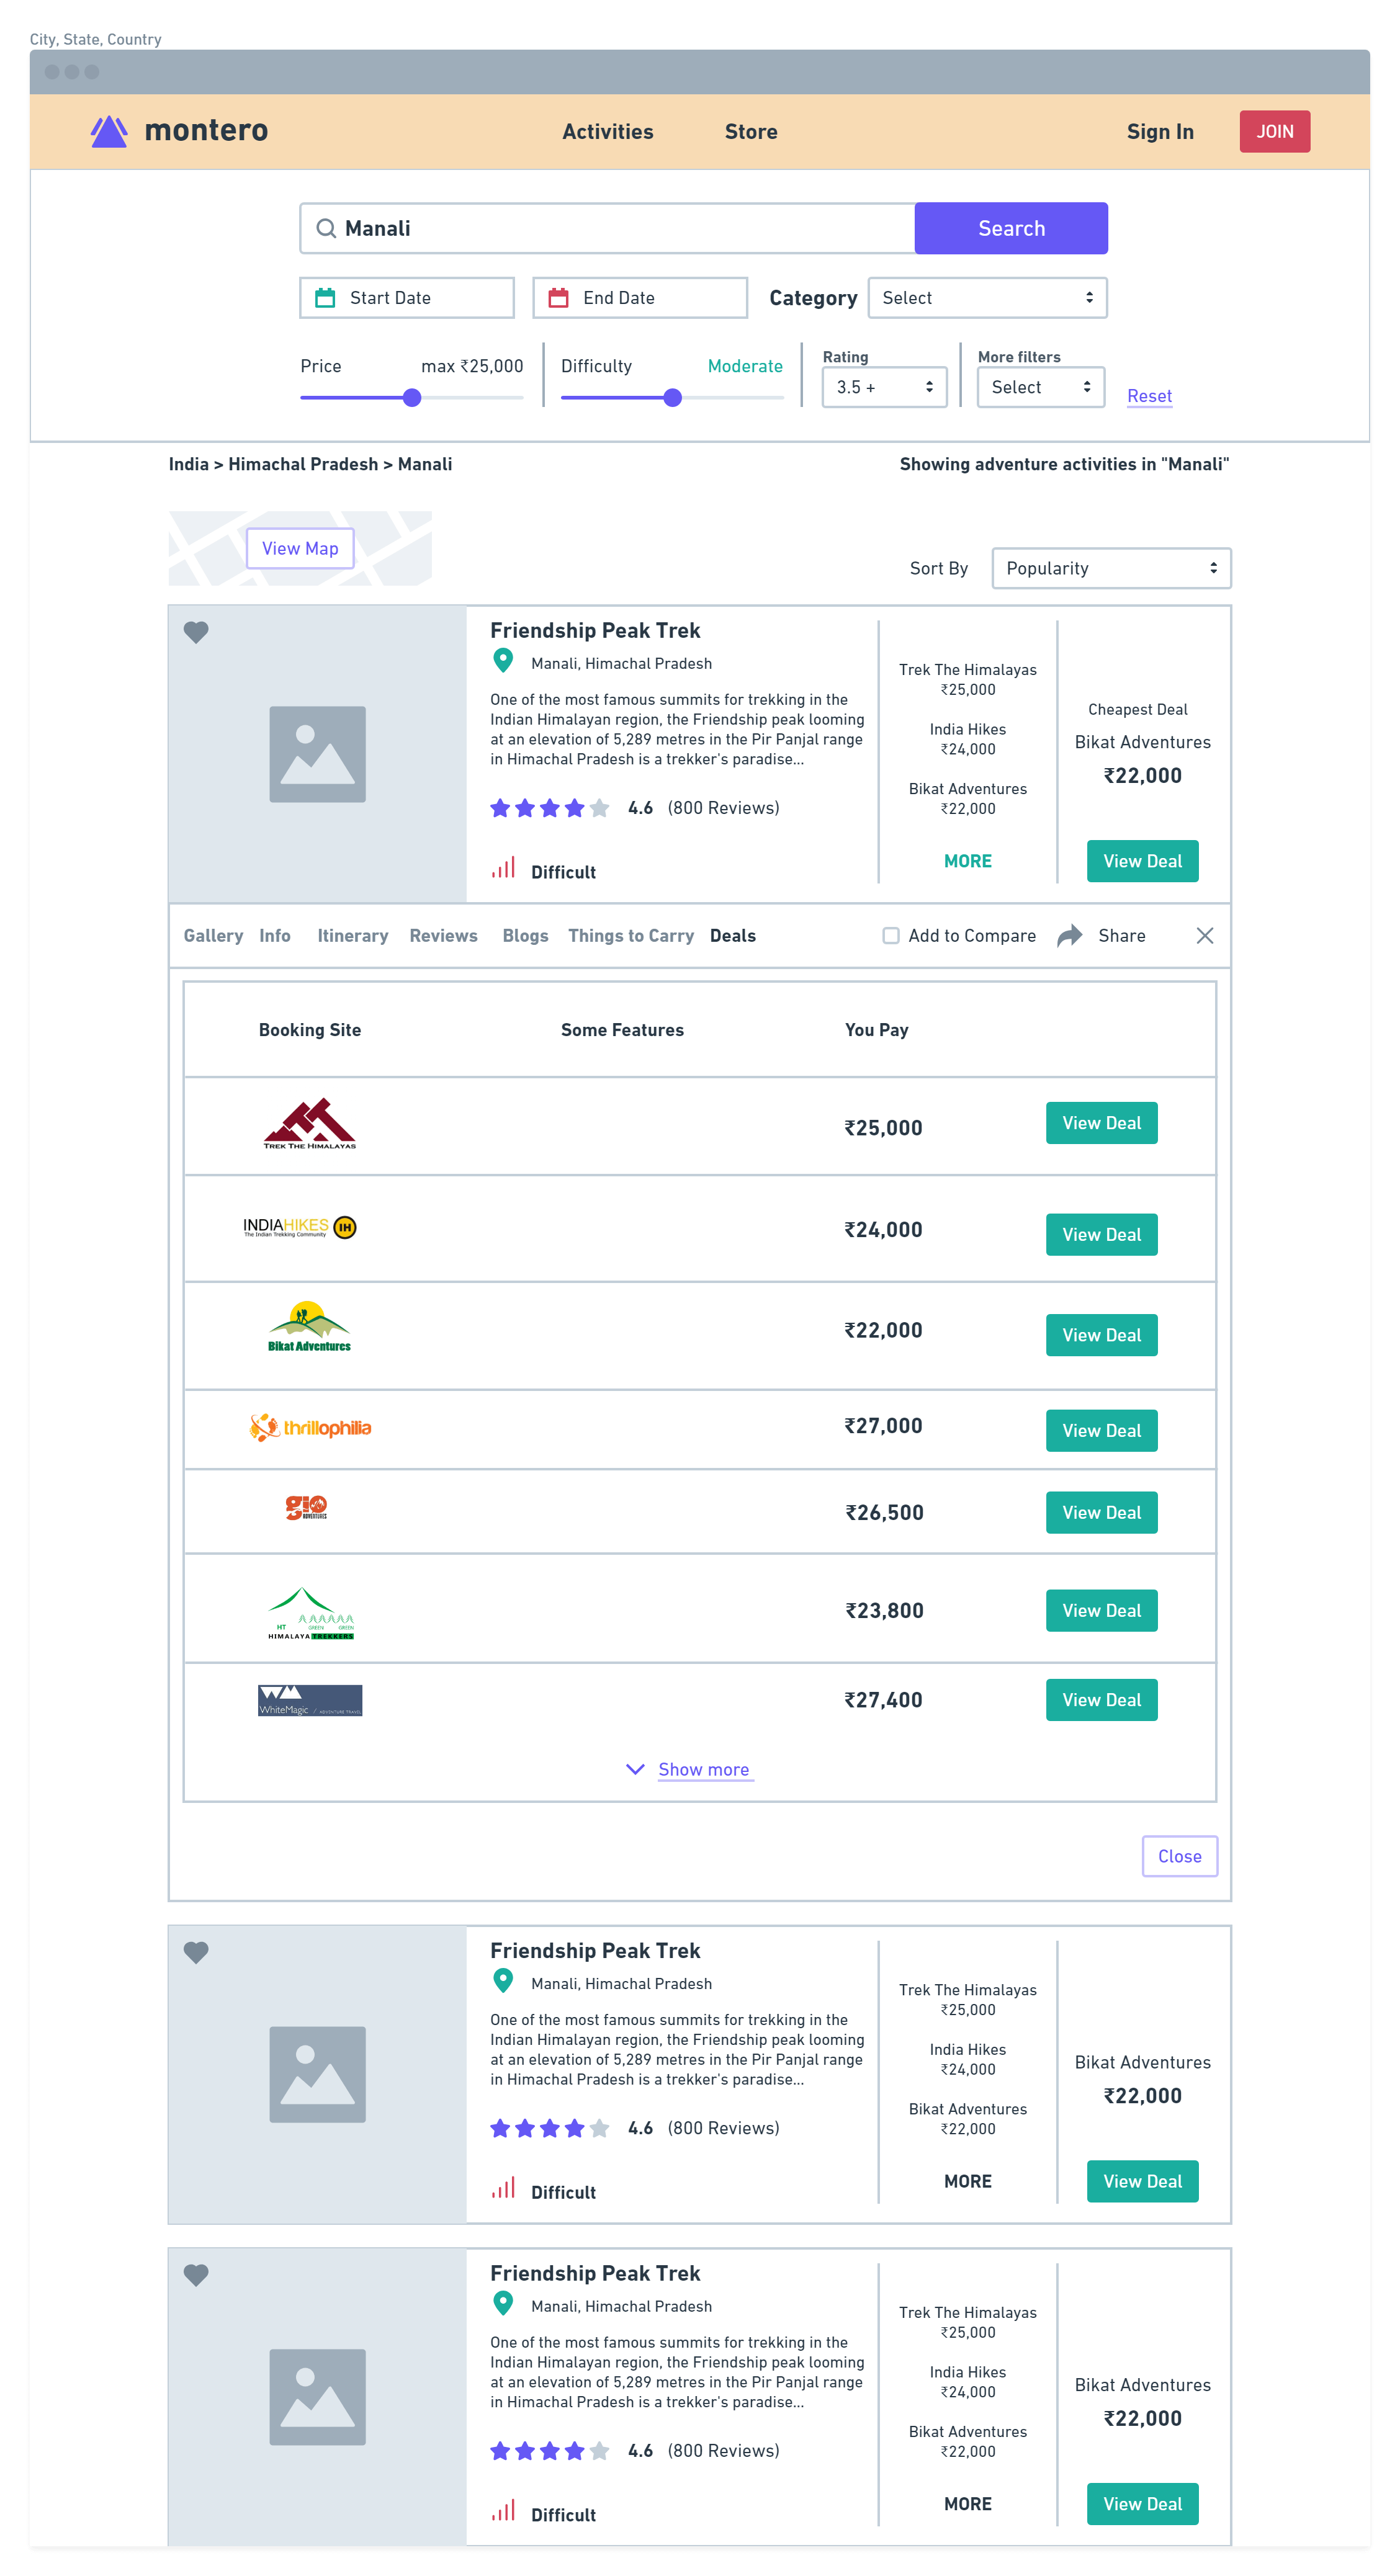 City, State, Country
montero
Activities
Store
Sign In
JOIN
Manali
Search
Start Date
End Date
Category
Select
Price
max ₹25,000
Difficulty
Moderate
Rating
3.5 +
More filters
Select
Reset
India > Himachal Pradesh > Manali
Showing adventure activities in "Manali"
View Map
Sort By
Popularity
Friendship Peak Trek
Manali, Himachal Pradesh
One of the most famous summits for trekking in the
Indian Himalayan region, the Friendship peak looming
at an elevation of 5,289 metres in the Pir Panjal range
in Himachal Pradesh is a trekker's paradise...
4.6 (800 Reviews)
Difficult
Trek The Himalayas
₹25,000
India Hikes
₹24,000
Bikat Adventures
₹22,000
MORE
Cheapest Deal
Bikat Adventures
₹22,000
View Deal
Gallery
Info
Itinerary
Reviews
Blogs
Things to Carry
Deals
Add to Compare
Share
Booking Site
Some Features
You Pay
TREK THE HIMALAYAS
₹25,000
View Deal
INDIAHIKES IH
The Indian Trekking Community
₹24,000
View Deal
Bikat Adventures
₹22,000
View Deal
thrillophilia
₹27,000
View Deal
gio
ADVENTURES
₹26,500
View Deal
HT GREEN GREEN
HIMALAYA TREKKERS
₹23,800
View Deal
WM
WhiteMagic / ADVENTURE TRAVEL
₹27,400
View Deal
Show more
Close
Friendship Peak Trek
Manali, Himachal Pradesh
One of the most famous summits for trekking in the
Indian Himalayan region, the Friendship peak looming
at an elevation of 5,289 metres in the Pir Panjal range
in Himachal Pradesh is a trekker's paradise...
4.6 (800 Reviews)
Difficult
Trek The Himalayas
₹25,000
India Hikes
₹24,000
Bikat Adventures
₹22,000
MORE
Bikat Adventures
₹22,000
View Deal
Friendship Peak Trek
Manali, Himachal Pradesh
One of the most famous summits for trekking in the
Indian Himalayan region, the Friendship peak looming
at an elevation of 5,289 metres in the Pir Panjal range
in Himachal Pradesh is a trekker's paradise...
4.6 (800 Reviews)
Difficult
Trek The Himalayas
₹25,000
India Hikes
₹24,000
Bikat Adventures
₹22,000
MORE
Bikat Adventures
₹22,000
View Deal